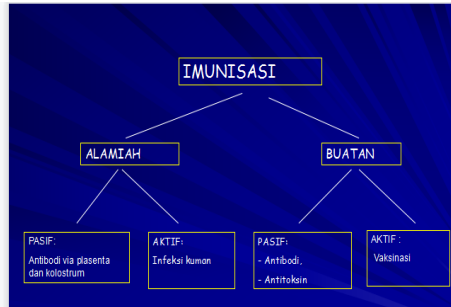 IMUNISASI
ALAMIAH
BUATAN
PASIF:
Antibodi via plasenta
dan kolostrum
AKTIF:
Infeksi kuman
PASIF:
- Antibodi,
- Antitoksin
AKTIF :
Vaksinasi